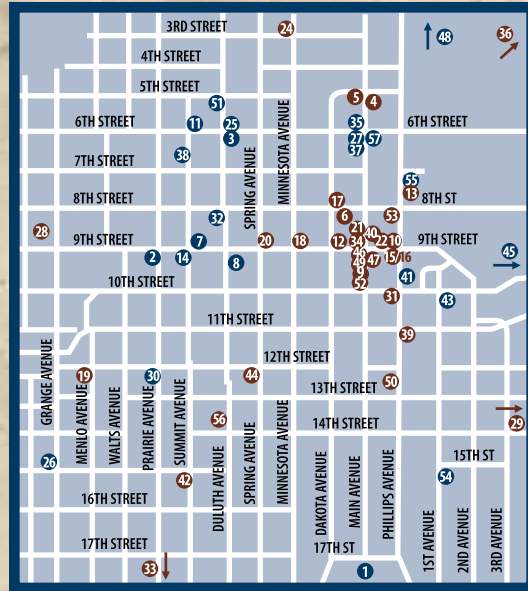 3RD STREET
24
48
36
4TH STREET
5TH STREET
51
5
4
6TH STREET
11
25
35
6TH STREET
3
27
57
37
38
7TH STREET
SPRING AVENUE
MINNESOTA AVENUE
55
13
8TH STREET
8TH ST
17
32
6
53
28
9TH STREET
7
20
18
12
21
34
40
22
10
9TH STREET
45
2
14
8
46
49
47
15/16
9
52
41
10TH STREET
31
43
11TH STREET
39
12TH STREET
GRANGE AVENUE
19
30
44
50
13TH STREET
MENLO AVENUE
WALTS AVENUE
PRAIRIE AVENUE
SUMMIT AVENUE
56
14TH STREET
29
DULUTH AVENUE
SPRING AVENUE
MINNESOTA AVENUE
DAKOTA AVENUE
MAIN AVENUE
PHILLIPS AVENUE
15TH ST
26
42
54
16TH STREET
1ST AVENUE
2ND AVENUE
3RD AVENUE
17TH STREET
17TH ST
33
1